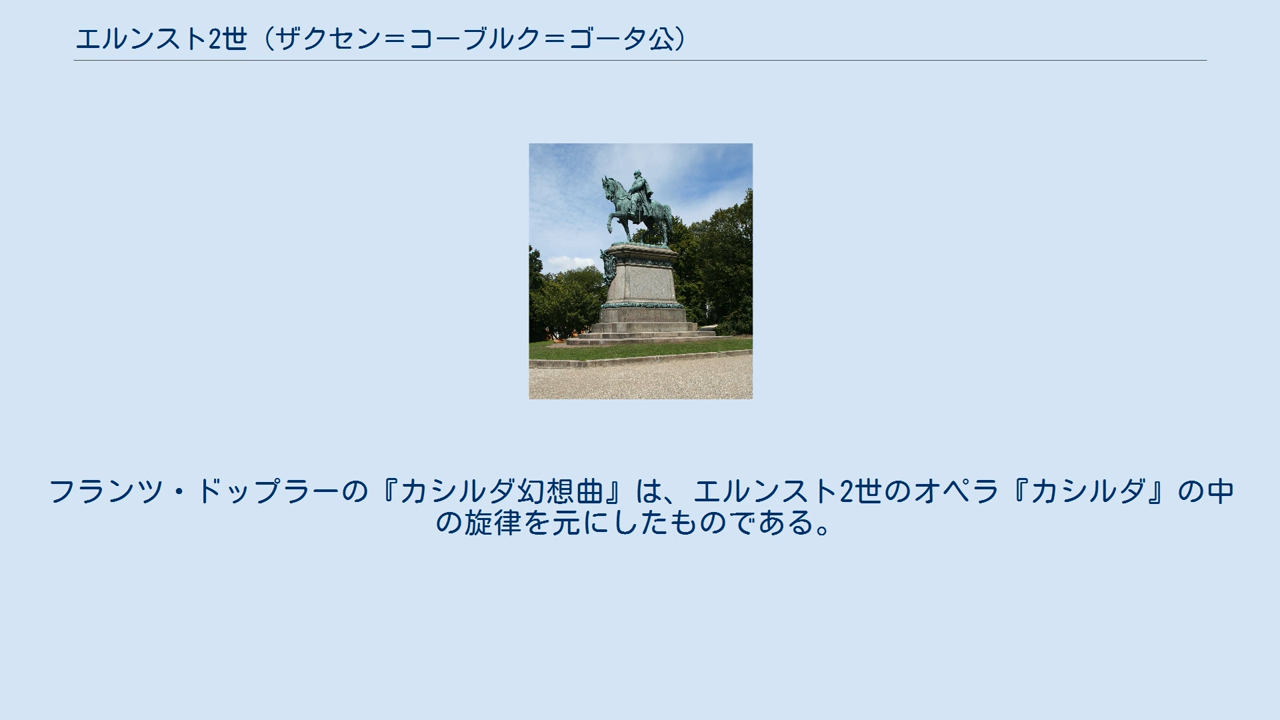 エルンスト2世（ザクセン＝コーブルク＝ゴータ公）
フランツ・ドップラーの『カシルダ幻想曲』は、エルンスト2世のオペラ『カシルダ』の中
の旋律を元にしたものである。